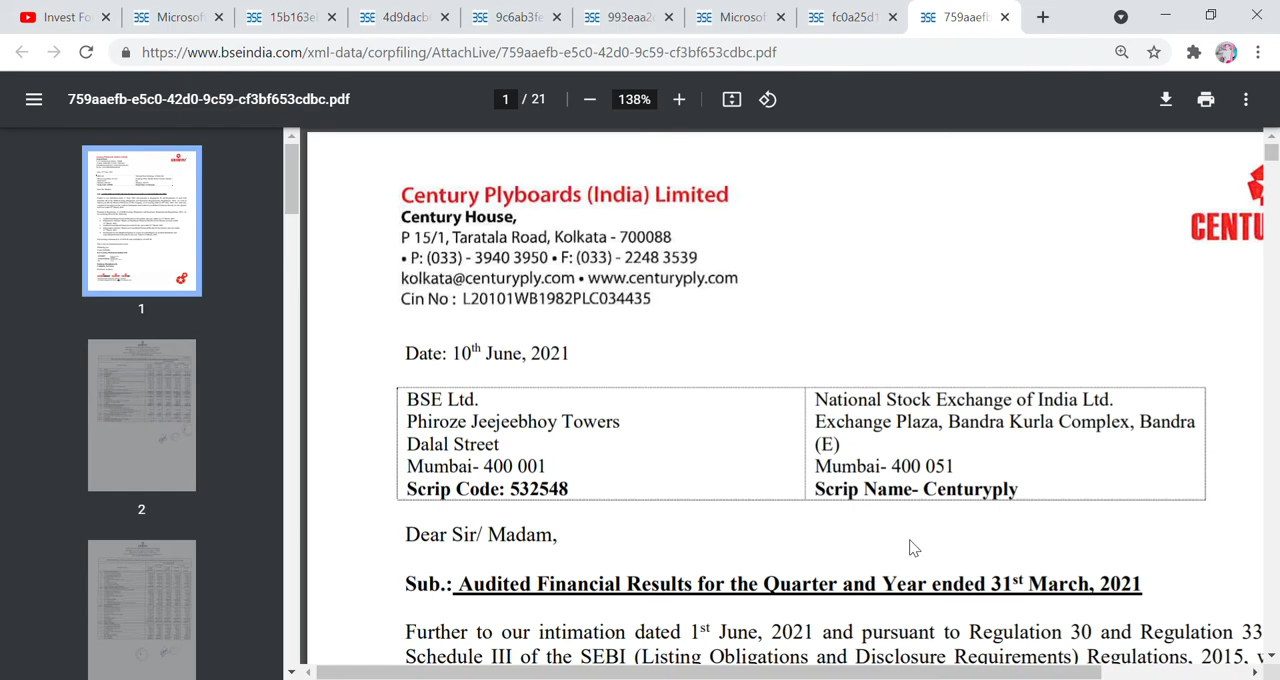 Invest Fo
Microsof
15b163e
4d9dacb
9c6ab3fe
993eaa2
Microsof
fc0a25d1
759aaefb
https://www.bseindia.com/xml-data/corpfiling/AttachLive/759aaefb-e5c0-42d0-9c59-cf3bf653cdbc.pdf
759aaefb-e5c0-42d0-9c59-cf3bf653cdbc.pdf
1 / 21
138%
1
2
Century Plyboards (India) Limited
Century House,
P 15/1, Taratala Road, Kolkata - 700088
• P: (033) - 3940 3950 • F: (033) - 2248 3539
kolkata@centuryply.com • www.centuryply.com
Cin No : L20101WB1982PLC034435
CENTU
Date: 10th June, 2021
BSE Ltd.
Phiroze Jeejeebhoy Towers
Dalal Street
Mumbai- 400 001
Scrip Code: 532548
National Stock Exchange of India Ltd.
Exchange Plaza, Bandra Kurla Complex, Bandra
(E)
Mumbai- 400 051
Scrip Name- Centuryply
Dear Sir/ Madam,
Sub.: Audited Financial Results for the Quarter and Year ended 31st March, 2021
Further to our intimation dated 1st June, 2021 and pursuant to Regulation 30 and Regulation 33
Schedule III of the SEBI (Listing Obligations and Disclosure Requirements) Regulations, 2015,